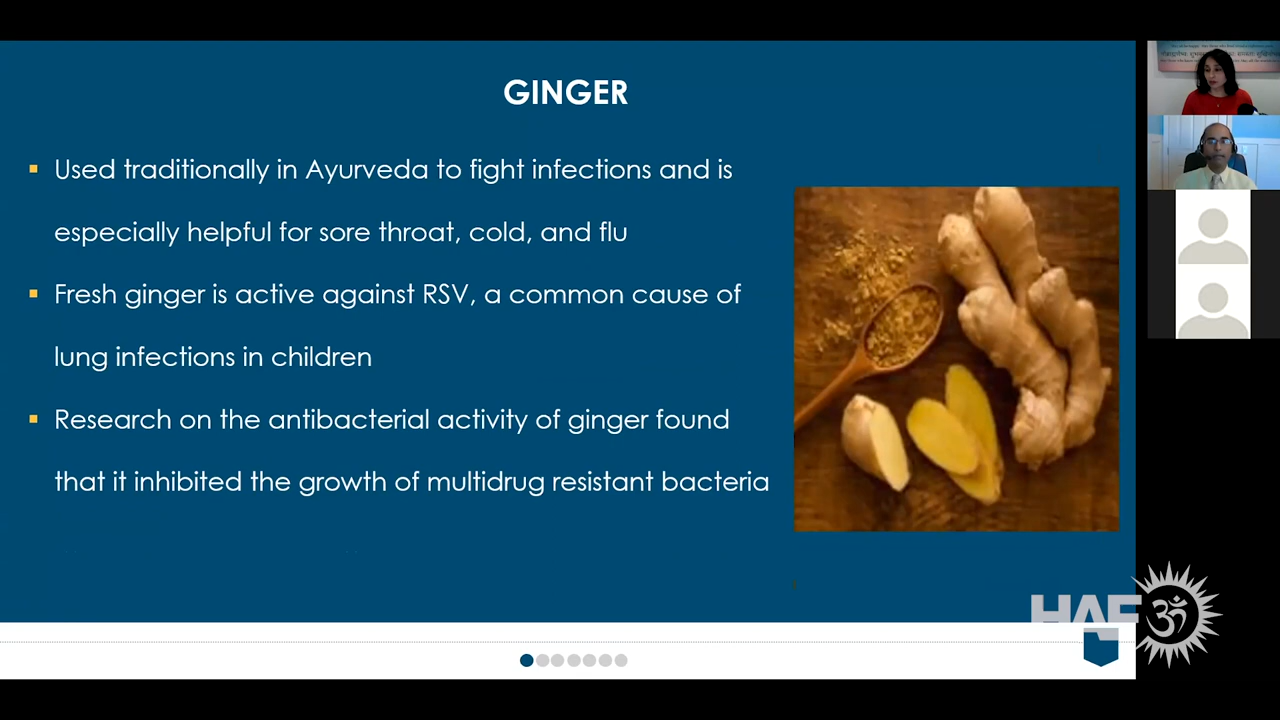 GINGER
Used traditionally in Ayurveda to fight infections and is
especially helpful for sore throat, cold, and flu
Fresh ginger is active against RSV, a common cause of
lung infections in children
Research on the antibacterial activity of ginger found
that it inhibited the growth of multidrug resistant bacteria
HAF
ॐ